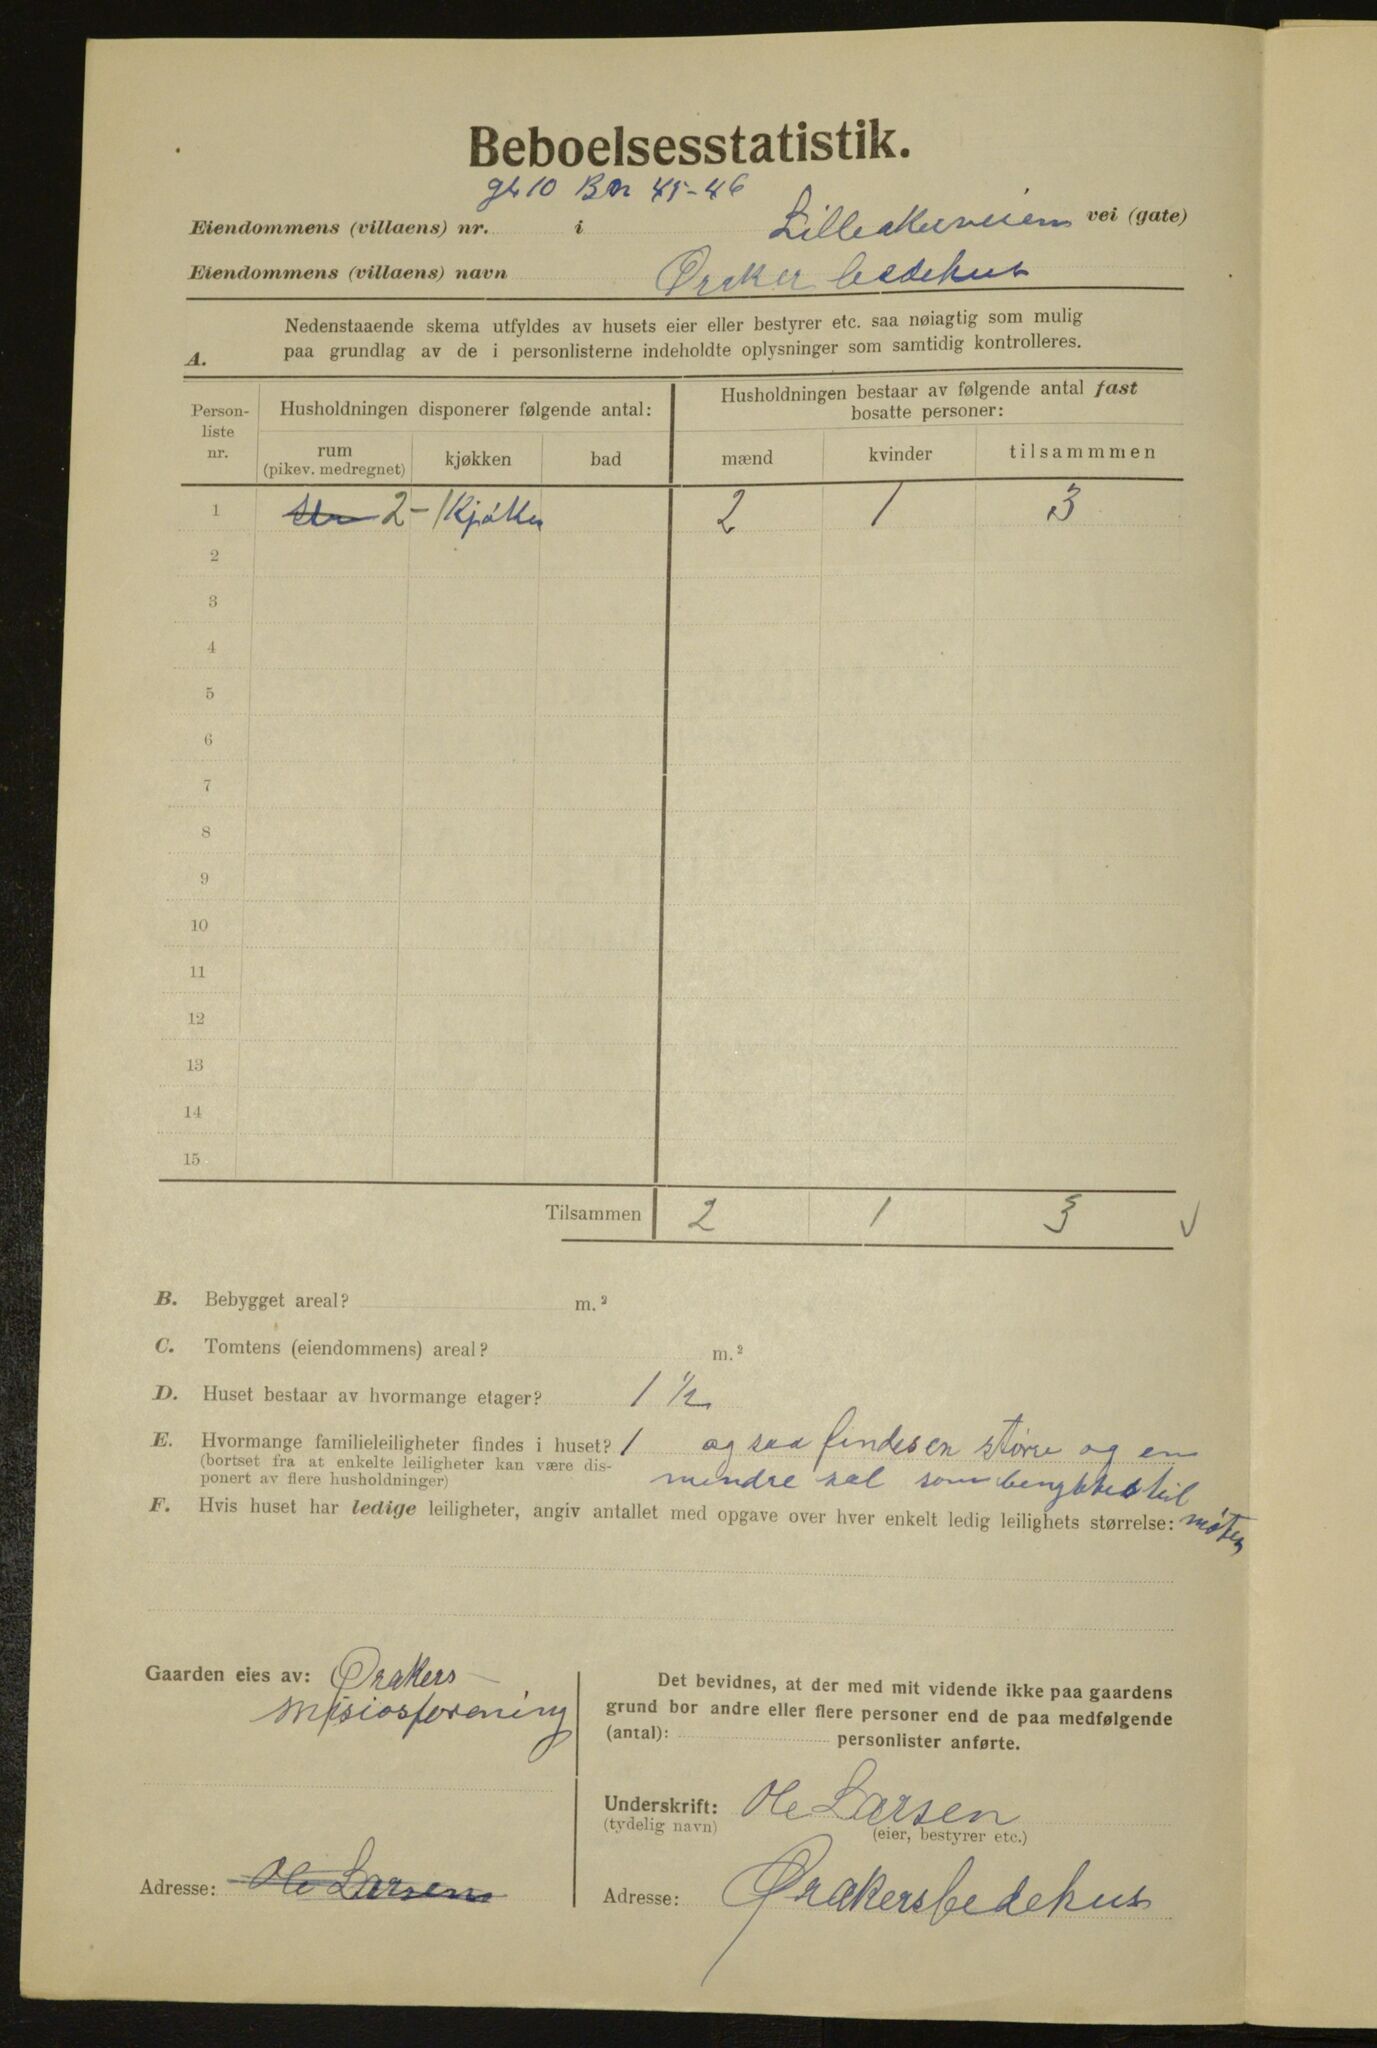 Beboelsesstatistik.
gb 10 Bn 45-46
Eiendommens (villaens) nr. i Lilleakerveien vei (gate)
Eiendommens (villaens) navn Øraker bedehus
Nedenstaaende skema utfyldes av husets eier eller bestyrer etc. saa nøiagtig som mulig
A. paa grundlag av de i personlisterne indeholdte oplysninger som samtidig kontrolleres.
Person-
liste
nr.
Husholdningen disponerer følgende antal:
Husholdningen bestaar av følgende antal fast
bosatte personer:
rum
(pikev. medregnet)
kjøkken
bad
mænd
kvinder
tilsammmen
1 2 - 1 Kjøken 2 1 3
2
3
4
5
6
7
8
9
10
11
12
13
14
15
Tilsammen 2 1 3 √
B. Bebygget areal? m.²
C. Tomtens (eiendommens) areal? m.²
D. Huset bestaar av hvormange etager? 1 1/2
E. Hvormange familieleiligheter findes i huset? 1 og saa findes en større og en
(bortset fra at enkelte leiligheter kan være dis-
ponert av flere husholdninger) mindre sal som benyttes til
F. Hvis huset har ledige leiligheter, angiv antallet med opgave over hver enkelt ledig leilighets størrelse: møter
Gaarden eies av: Ørakers
Misiosforening
Adresse: Ole Larsen
Det bevidnes, at der med mit vidende ikke paa gaardens
grund bor andre eller flere personer end de paa medfølgende
(antal): personlister anførte.
Underskrift: Ole Larsen
(tydelig navn) (eier, bestyrer etc.)
Adresse: Ørakersbedehus